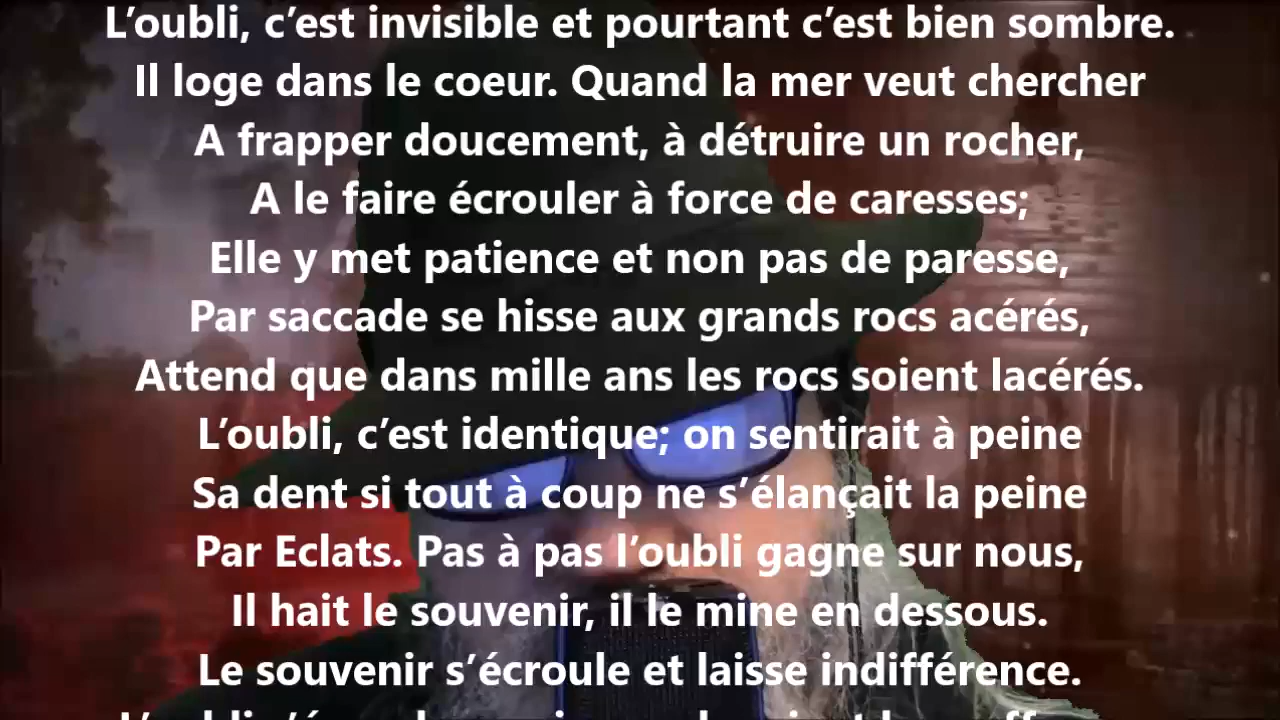 L’oubli, c’est invisible et pourtant c’est bien sombre.
Il loge dans le coeur. Quand la mer veut chercher
A frapper doucement, à détruire un rocher,
A le faire écrouler à force de caresses;
Elle y met patience et non pas de paresse,
Par saccade se hisse aux grands rocs acérés,
Attend que dans mille ans les rocs soient lacérés.
L’oubli, c’est identique; on sentirait à peine
Sa dent si tout à coup ne s’élançait la peine
Par Eclats. Pas à pas l’oubli gagne sur nous,
Il hait le souvenir, il le mine en dessous.
Le souvenir s’écroule et laisse indifférence.